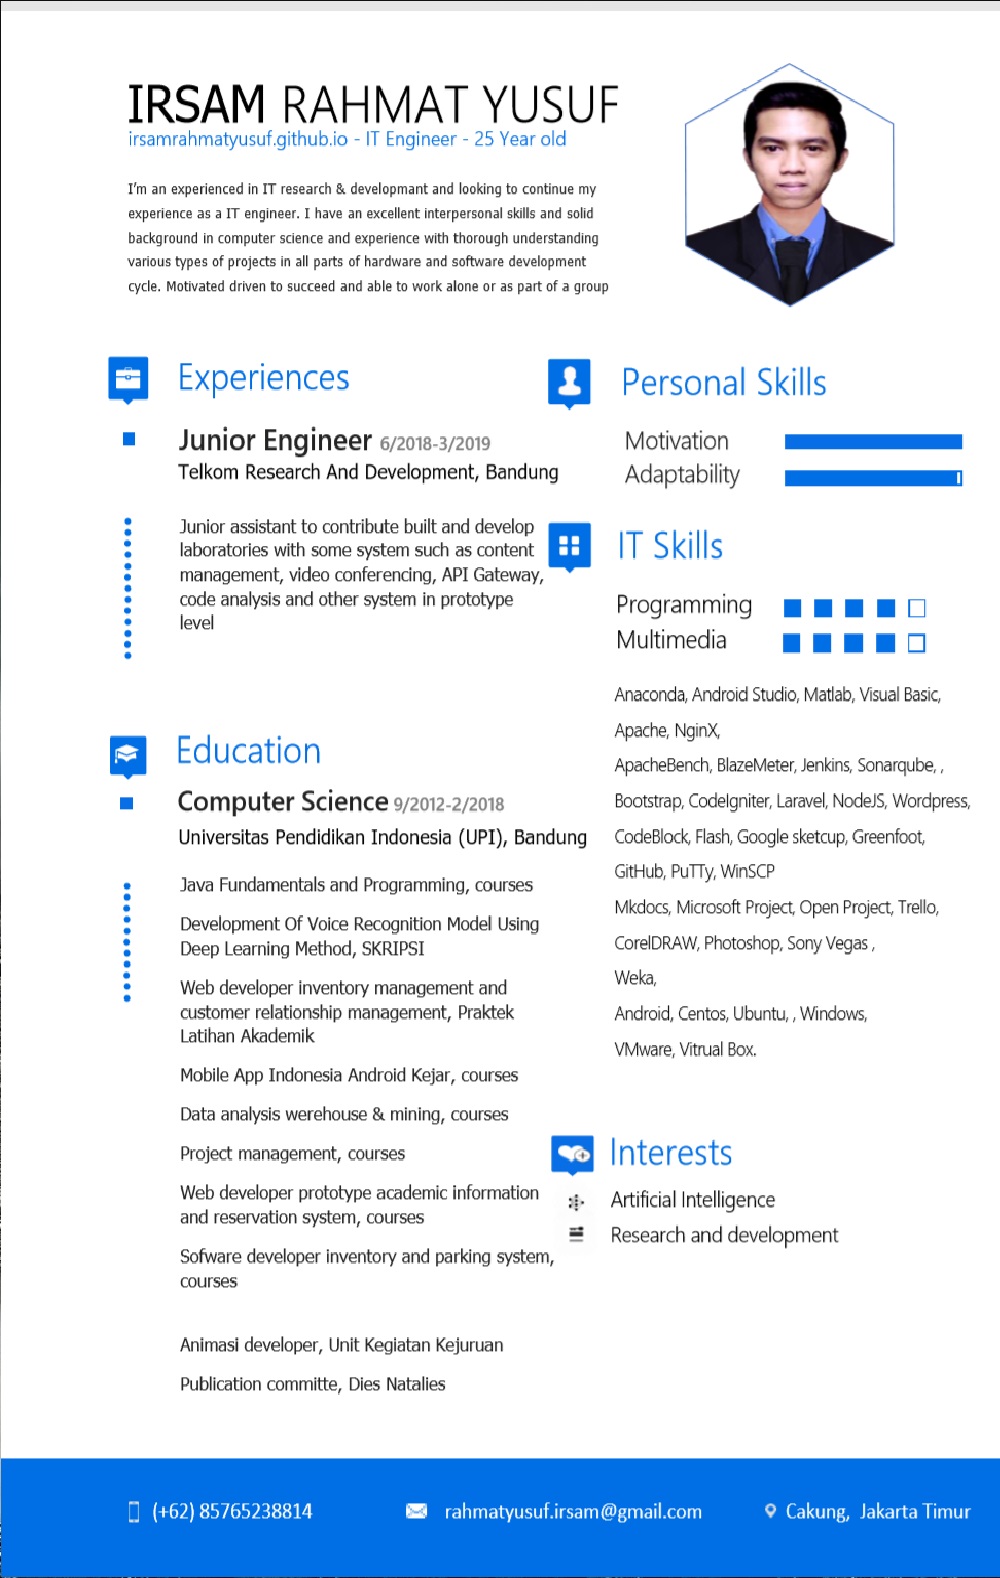 IRSAM RAHMAT YUSUF
irsamrahmatyusuf.github.io - IT Engineer - 25 Year old
I'm an experienced in IT research & developmant and looking to continue my
experience as a IT engineer. I have an excellent interpersonal skills and solid
background in computer science and experience with thorough understanding
various types of projects in all parts of hardware and software development
cycle. Motivated driven to succeed and able to work alone or as part of a group
Experiences
Junior Engineer 6/2018-3/2019
Telkom Research And Development, Bandung
Junior assistant to contribute built and develop
laboratories with some system such as content
management, video conferencing, API Gateway,
code analysis and other system in prototype
level
Education
Computer Science 9/2012-2/2018
Universitas Pendidikan Indonesia (UPI), Bandung
Java Fundamentals and Programming, courses
Development Of Voice Recognition Model Using
Deep Learning Method, SKRIPSI
Web developer inventory management and
customer relationship management, Praktek
Latihan Akademik
Mobile App Indonesia Android Kejar, courses
Data analysis werehouse & mining, courses
Project management, courses
Web developer prototype academic information
and reservation system, courses
Sofware developer inventory and parking system,
courses
Animasi developer, Unit Kegiatan Kejuruan
Publication committe, Dies Natalies
Personal Skills
Motivation
Adaptability
IT Skills
Programming
Multimedia
Anaconda, Android Studio, Matlab, Visual Basic,
Apache, NginX,
ApacheBench, BlazeMeter, Jenkins, Sonarqube, ,
Bootstrap, CodeIgniter, Laravel, NodeJS, Wordpress,
CodeBlock, Flash, Google sketcup, Greenfoot,
GitHub, PuTTy, WinSCP
Mkdocs, Microsoft Project, Open Project, Trello,
CorelDRAW, Photoshop, Sony Vegas ,
Weka,
Android, Centos, Ubuntu, , Windows,
VMware, Vitrual Box.
Interests
Artificial Intelligence
Research and development
(+62) 85765238814
rahmatyusuf.irsam@gmail.com
Cakung, Jakarta Timur